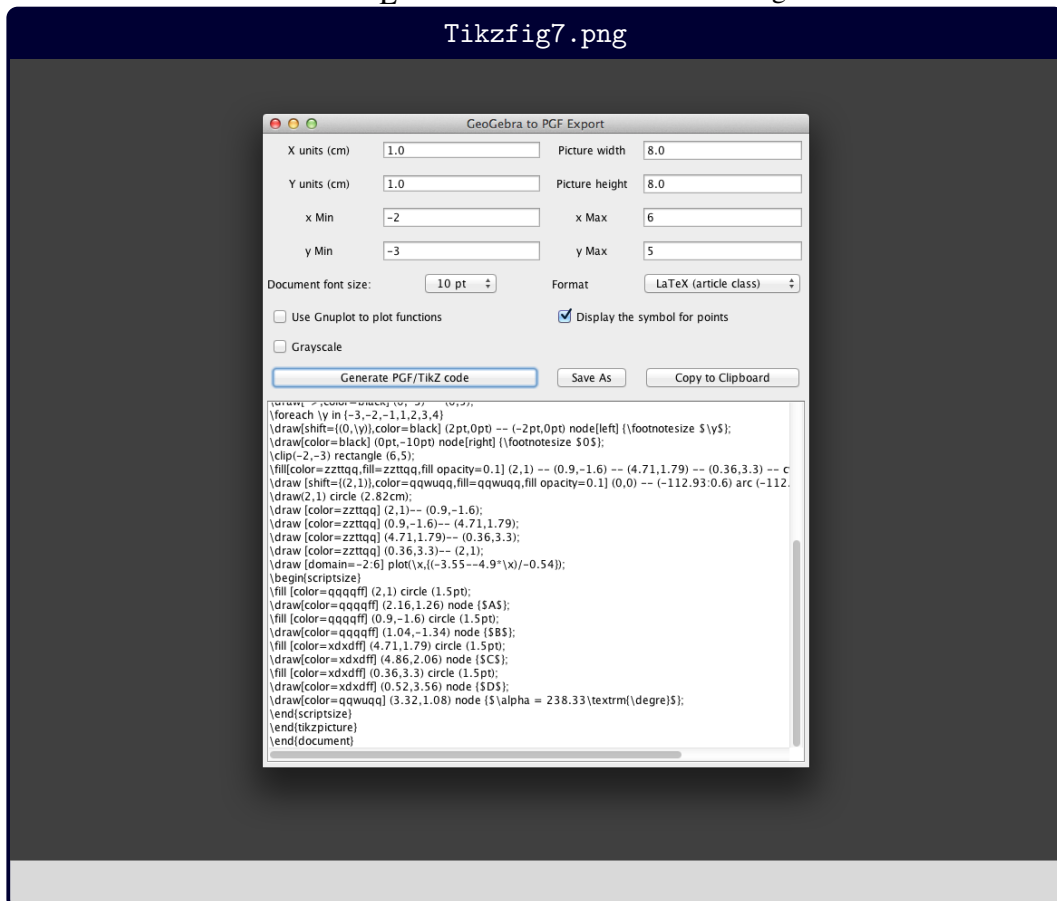 Tikzfig7.png
GeoGebra to PGF Export
X units (cm) 1.0 Picture width 8.0
Y units (cm) 1.0 Picture height 8.0
x Min -2 x Max 6
y Min -3 y Max 5
Document font size: 10 pt Format LaTeX (article class)
Use Gnuplot to plot functions Display the symbol for points
Grayscale
Generate PGF/TikZ code Save As Copy to Clipboard
\foreach \y in {-3,-2,-1,1,2,3,4}
\draw[shift={(0,\y)},color=black] (2pt,0pt) -- (-2pt,0pt) node[left] {\footnotesize $\y$};
\draw[color=black] (0pt,-10pt) node[right] {\footnotesize $0$};
\clip(-2,-3) rectangle (6,5);
\fill[color=zzttqq,fill=zzttqq,fill opacity=0.1] (2,1) -- (0.9,-1.6) -- (4.71,1.79) -- (0.36,3.3) --
\draw [shift={(2,1)},color=qqwuqq,fill=qqwuqq,fill opacity=0.1] (0,0) -- (-112.93:0.6) arc (-112.
\draw(2,1) circle (2.82cm);
\draw [color=zzttqq] (2,1)-- (0.9,-1.6);
\draw [color=zzttqq] (0.9,-1.6)-- (4.71,1.79);
\draw [color=zzttqq] (4.71,1.79)-- (0.36,3.3);
\draw [color=zzttqq] (0.36,3.3)-- (2,1);
\draw [domain=-2:6] plot(\x,{(-3.55--4.9*\x)/-0.54});
\begin{scriptsize}
\fill [color=qqqqff] (2,1) circle (1.5pt);
\draw[color=qqqqff] (2.16,1.26) node {$A$};
\fill [color=qqqqff] (0.9,-1.6) circle (1.5pt);
\draw[color=qqqqff] (1.04,-1.34) node {$B$};
\fill [color=xdxdff] (4.71,1.79) circle (1.5pt);
\draw[color=xdxdff] (4.86,2.06) node {$C$};
\fill [color=xdxdff] (0.36,3.3) circle (1.5pt);
\draw[color=xdxdff] (0.52,3.56) node {$D$};
\draw[color=qqwuqq] (3.32,1.08) node {$\alpha = 238.33\textrm{\degre}$};
\end{scriptsize}
\end{tikzpicture}
\end{document}